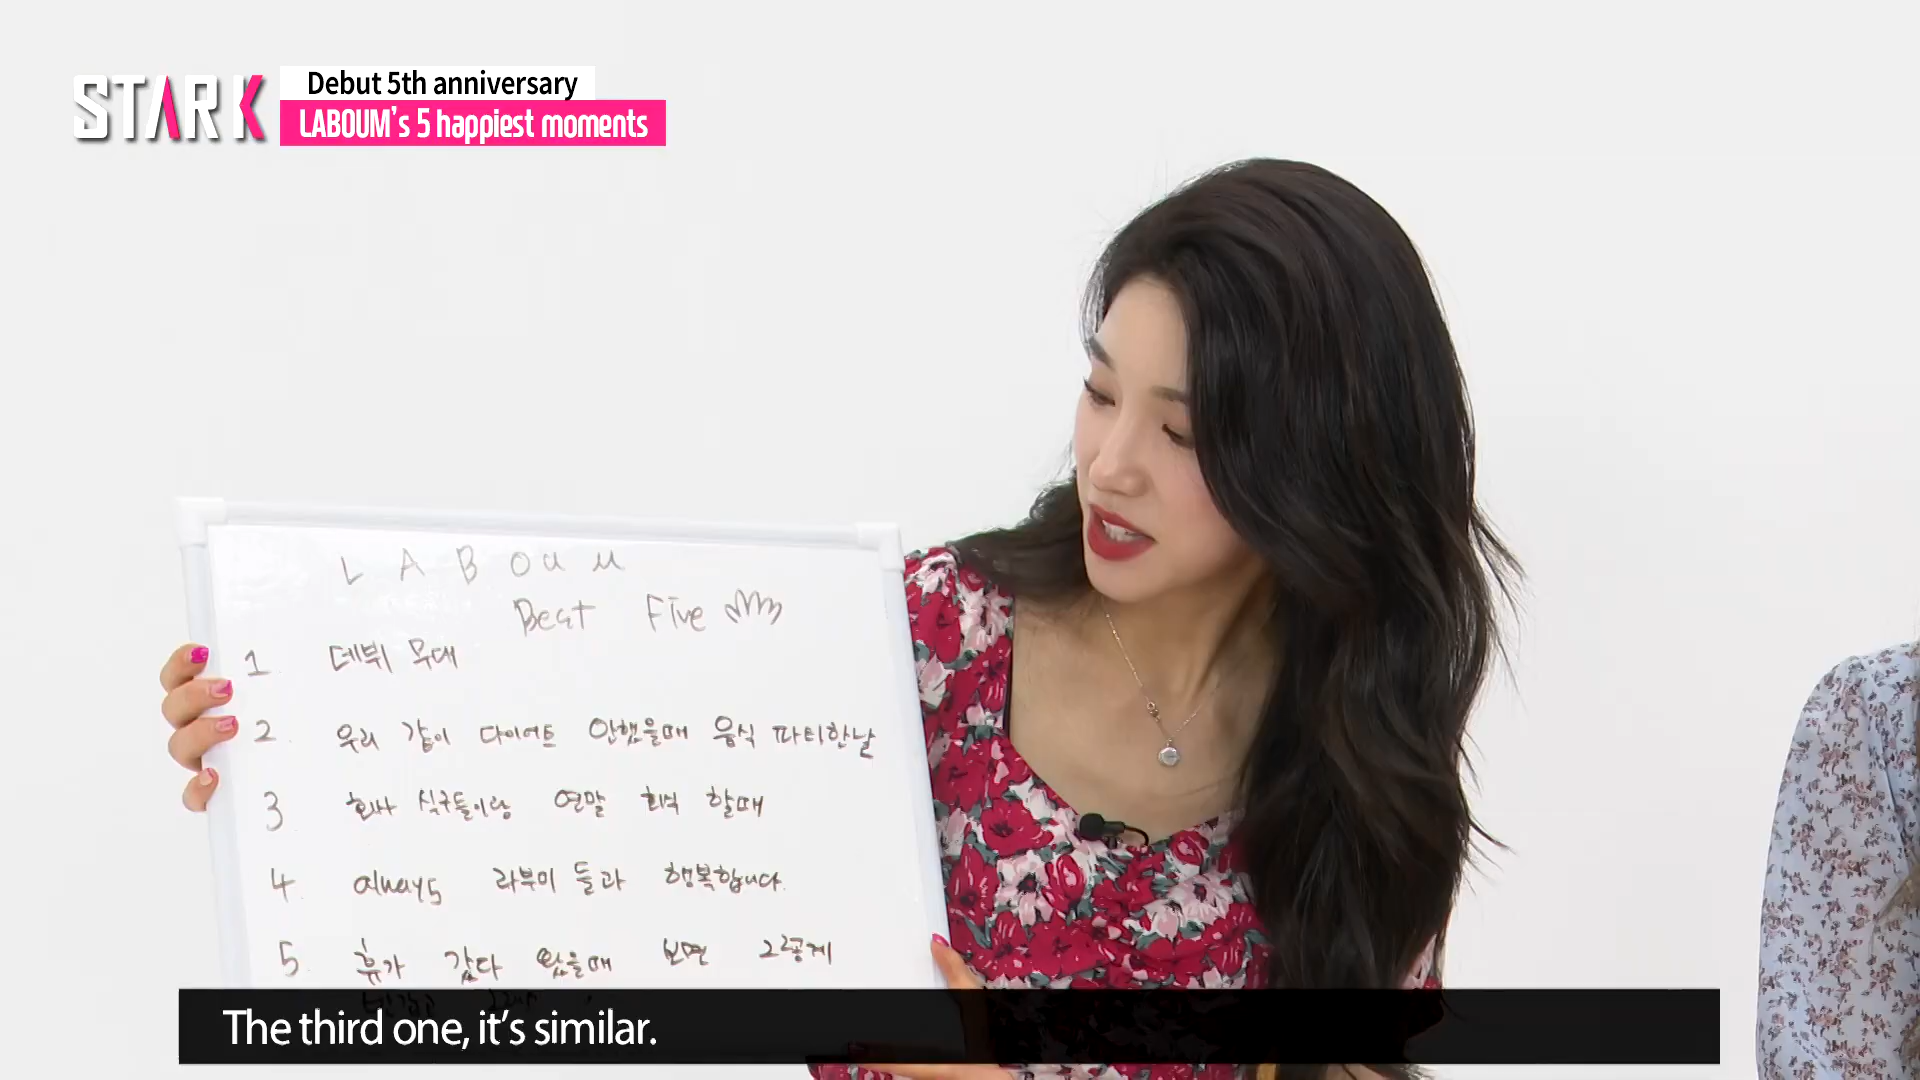 STAR K
Debut 5th anniversary
LABOUM's 5 happiest moments
LABOUM
Best Five
1 데뷔 무대
2. 우리 같이 다이어트 안했을때 음식 파티한날
3 회사 식구들이랑 연말 회식 할때
4. always 라부미 들과 행복합니다.
5. 휴가 갔다 왔을때 보면 그렇게
The third one, it's similar.